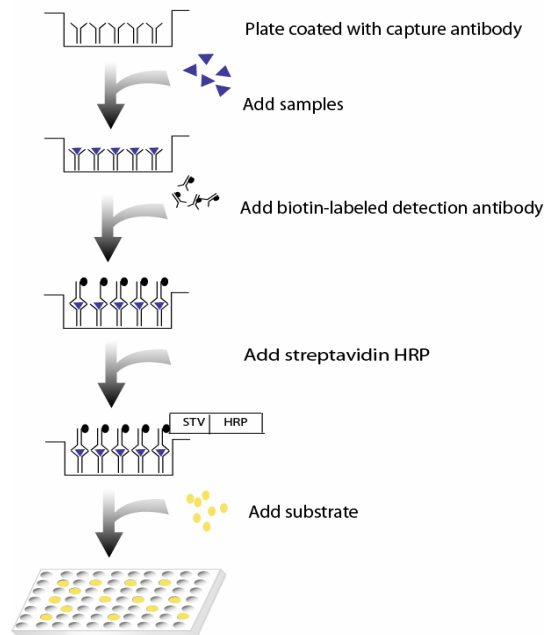 Plate coated with capture antibody
Add samples
Add biotin-labeled detection antibody
Add streptavidin HRP
STV HRP
Add substrate